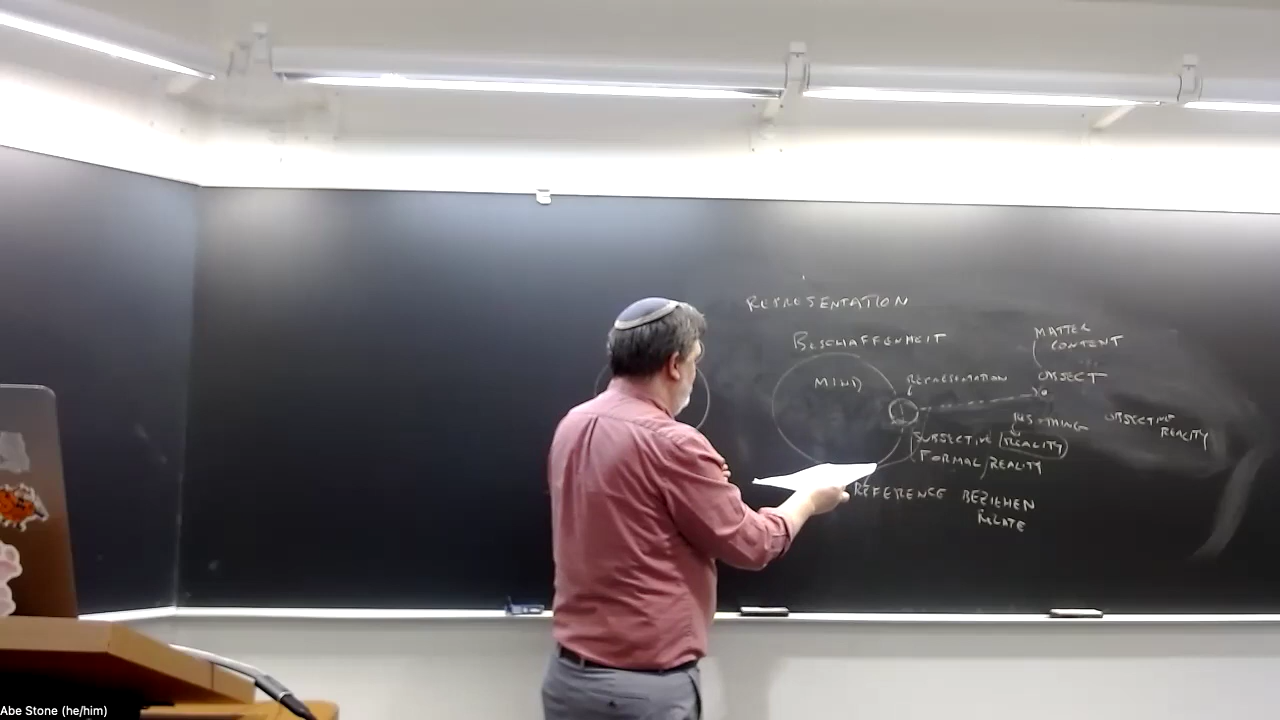 REPRESENTATION
BESCHAFFENHEIT
MATTER
CONTENT
MIND
REPRESENTATION
OBJECT
OBJECTIVE
REALITY
SUBJECTIVE REALITY
FORMAL REALITY
REFERENCE BEZIEHEN
RELATE
Abe Stone (he/him)